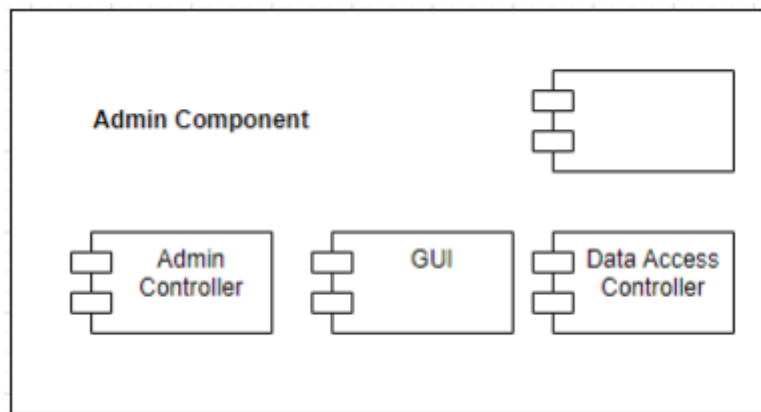 Admin Component
Admin
Controller
GUI
Data Access
Controller